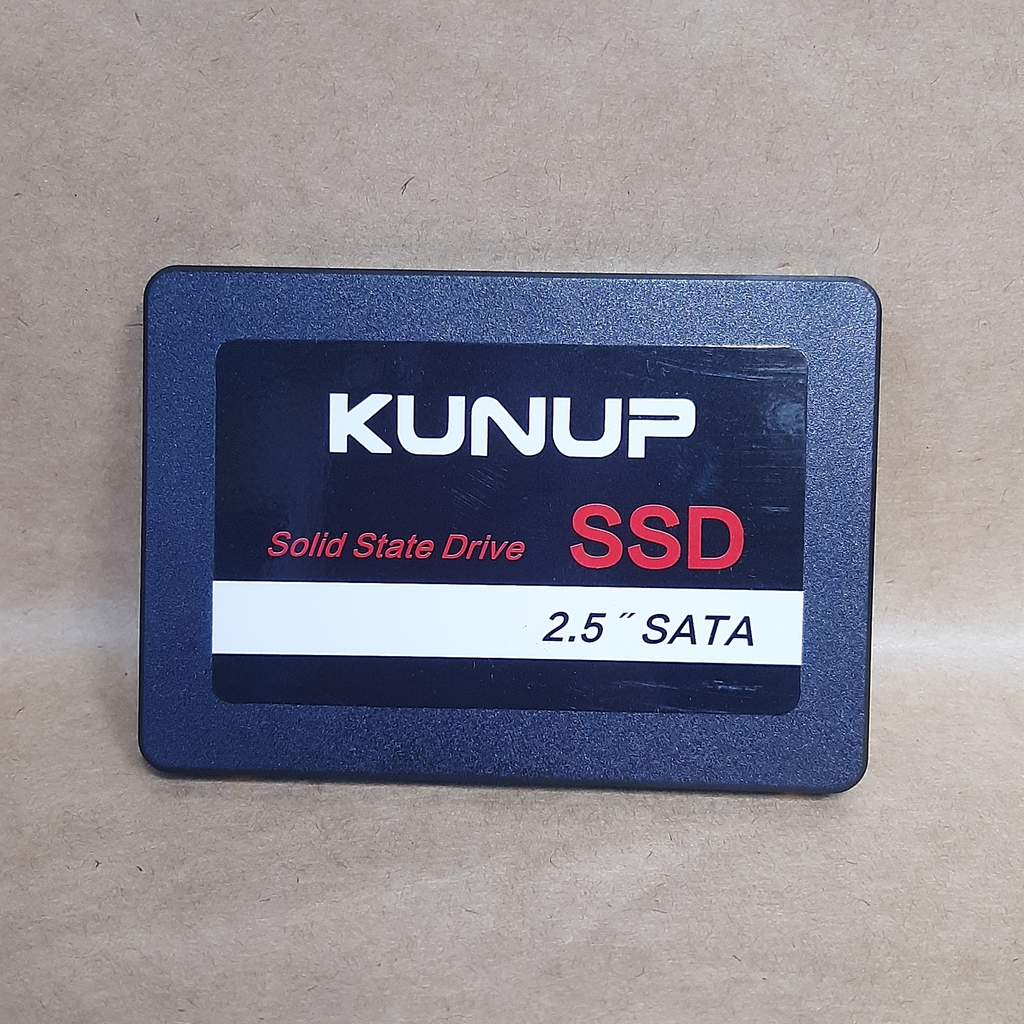 KUNUP
Solid State Drive SSD
2.5" SATA